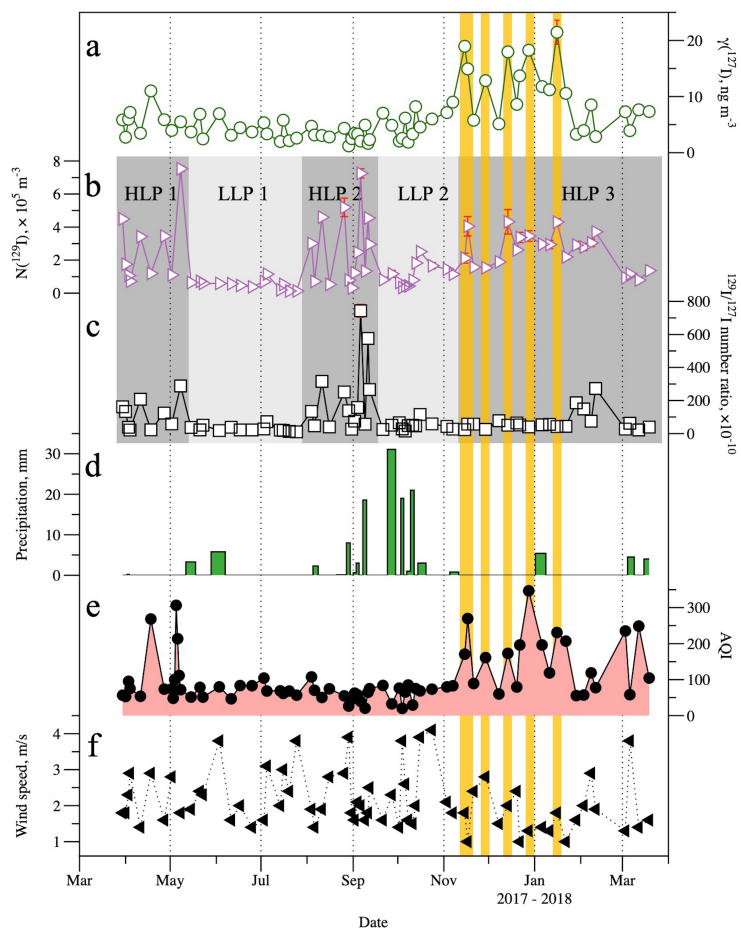 a
20
10
0
γ(¹²⁷I), ng m⁻³
b
HLP 1
LLP 1
HLP 2
LLP 2
HLP 3
8
6
4
2
0
N(¹²⁹I), × 10⁵ m⁻³
c
800
600
400
200
0
¹²⁹I/¹²⁷I number ratio, ×10⁻¹⁰
d
30
20
10
0
Precipitation, mm
e
300
200
100
0
AQI
f
4
3
2
1
Wind speed, m/s
Mar May Jul Sep Nov Jan Mar
2017 - 2018
Date